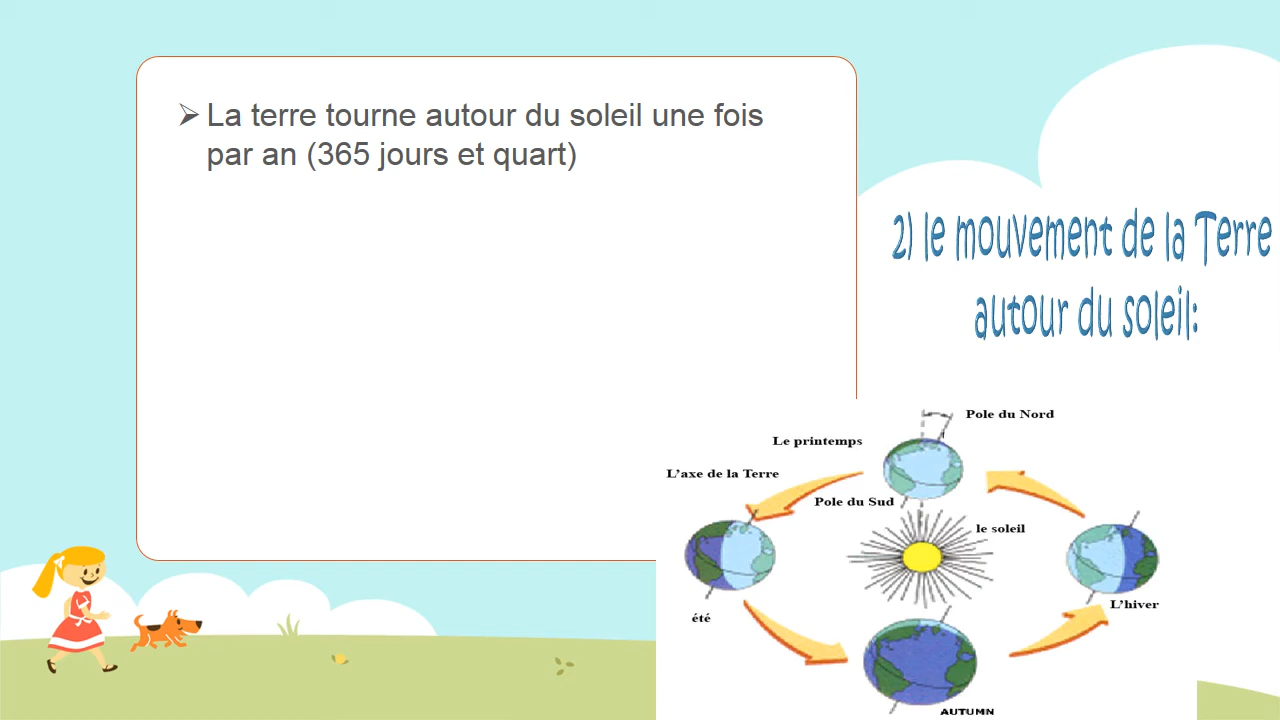 ➢ La terre tourne autour du soleil une fois
par an (365 jours et quart)
2) le mouvement de la Terre
autour du soleil:
Pole du Nord
Le printemps
L'axe de la Terre
Pole du Sud
le soleil
L'hiver
été
AUTUMN